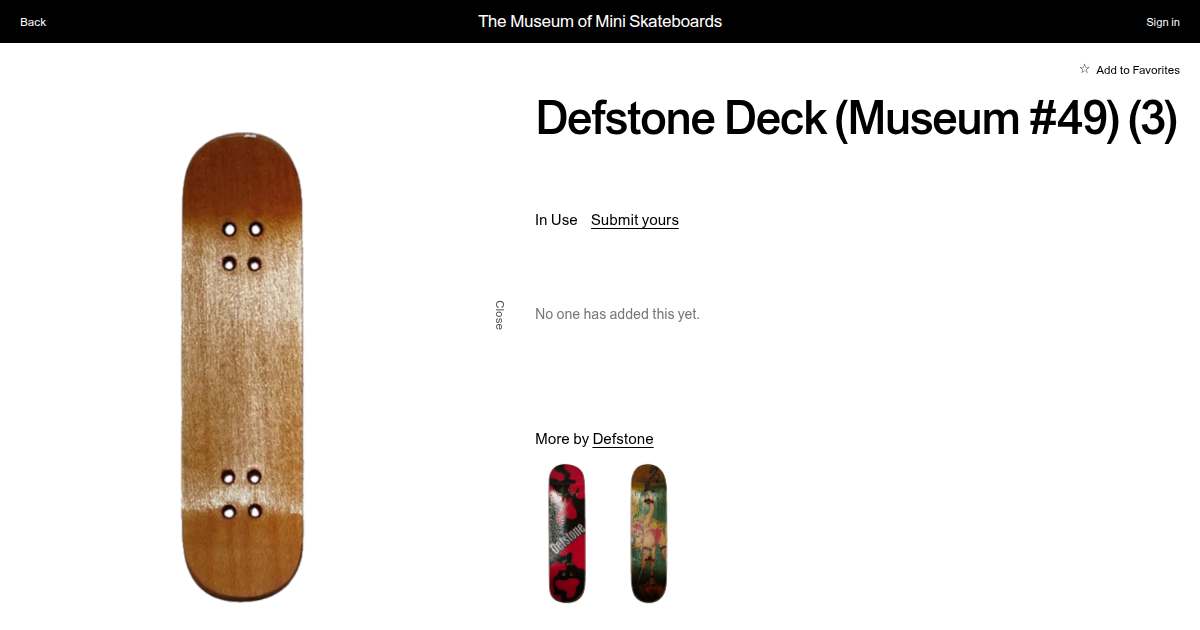 Back
The Museum of Mini Skateboards
Sign in
☆ Add to Favorites
Defstone Deck (Museum #49) (3)
In Use Submit yours
Close
No one has added this yet.
More by Defstone
Defstone